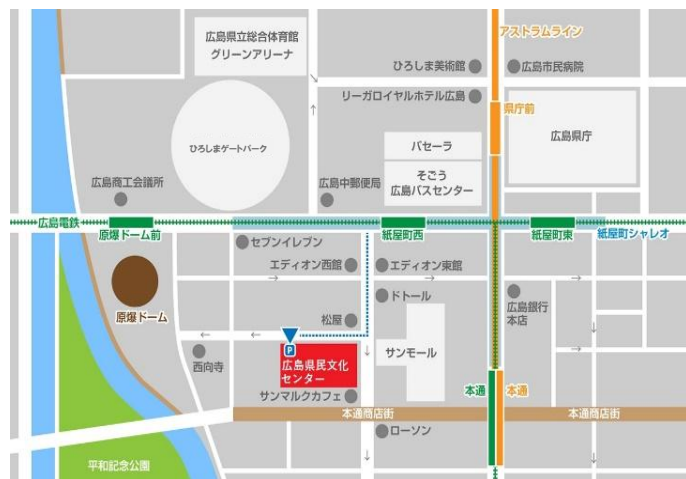 アストラムライン
広島県立総合体育館
グリーンアリーナ
ひろしま美術館
広島市民病院
リーガロイヤルホテル広島
県庁前
広島県庁
ひろしまゲートパーク
パセーラ
そごう
広島バスセンター
広島商工会議所
広島中郵便局
広島電鉄
原爆ドーム前
紙屋町西
紙屋町東
紙屋町シャレオ
セブンイレブン
エディオン西館
エディオン東館
原爆ドーム
ドトール
広島銀行
本店
松屋
P
サンモール
西向寺
広島県民文化
センター
本通
本通
サンマルクカフェ
本通商店街
本通商店街
ローソン
平和記念公園